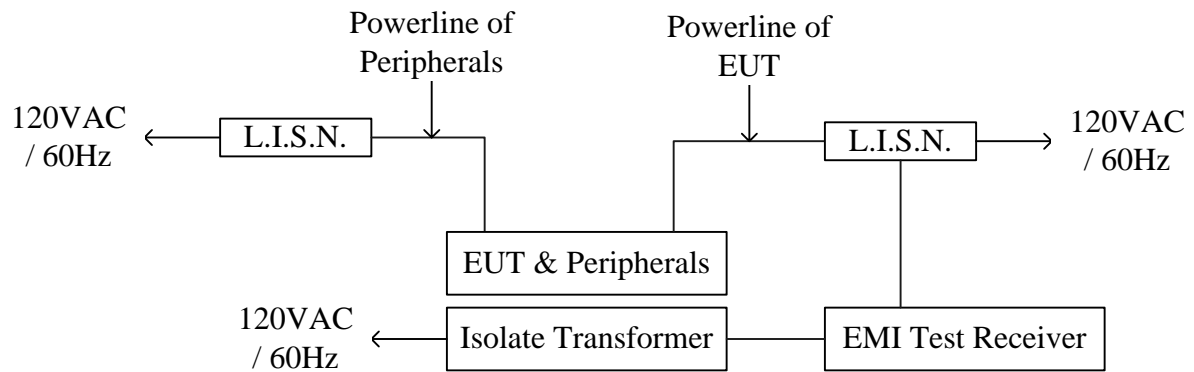 Powerline of
Peripherals
Powerline of
EUT
120VAC
/ 60Hz
L.I.S.N.
L.I.S.N.
120VAC
/ 60Hz
EUT & Peripherals
120VAC
/ 60Hz
Isolate Transformer
EMI Test Receiver